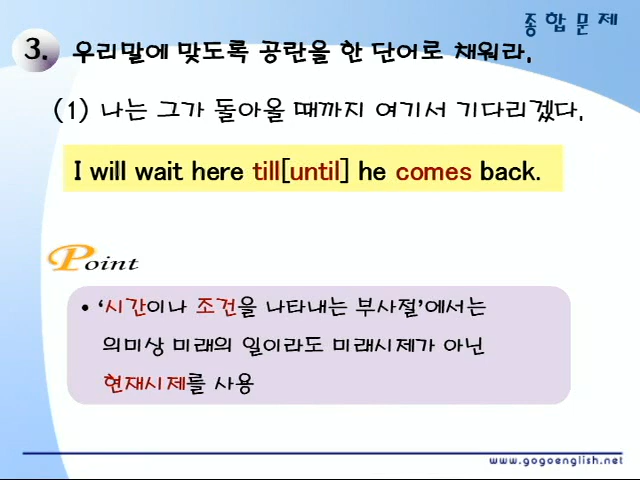 종합문제
3. 우리말에 맞도록 공란을 한 단어로 채워라.
(1) 나는 그가 돌아올 때까지 여기서 기다리겠다.
I will wait here till[until] he comes back.
Point
• ‘시간이나 조건을 나타내는 부사절’에서는
의미상 미래의 일이라도 미래시제가 아닌
현재시제를 사용
www.gogoenglish.net